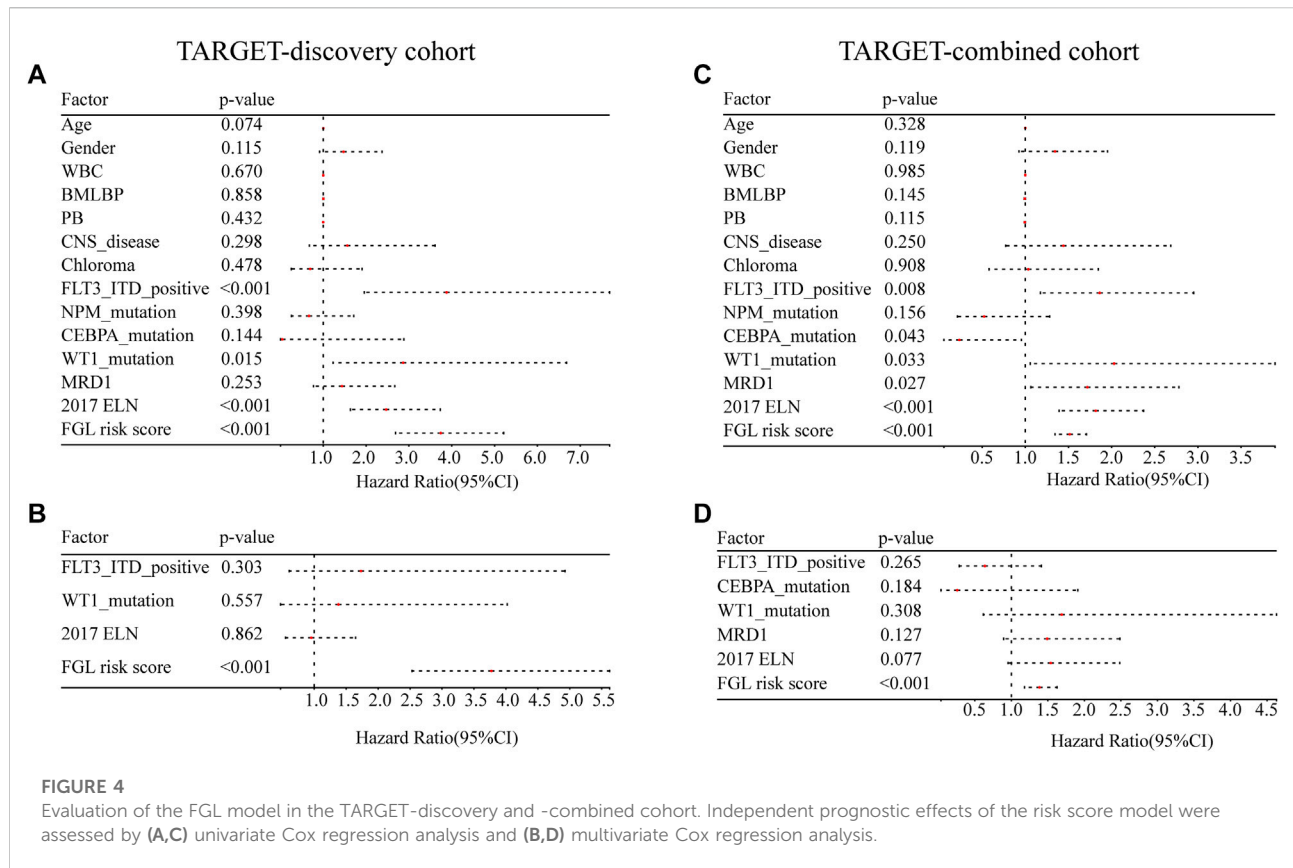 TARGET-discovery cohort
A
Factor p-value
Age 0.074
Gender 0.115
WBC 0.670
BMLBP 0.858
PB 0.432
CNS_disease 0.298
Chloroma 0.478
FLT3_ITD_positive <0.001
NPM_mutation 0.398
CEBPA_mutation 0.144
WT1_mutation 0.015
MRD1 0.253
2017 ELN <0.001
FGL risk score <0.001
1.0 2.0 3.0 4.0 5.0 6.0 7.0
Hazard Ratio(95%CI)
B
Factor p-value
FLT3_ITD_positive 0.303
WT1_mutation 0.557
2017 ELN 0.862
FGL risk score <0.001
1.0 1.5 2.0 2.5 3.0 3.5 4.0 4.5 5.0 5.5
Hazard Ratio(95%CI)
TARGET-combined cohort
C
Factor p-value
Age 0.328
Gender 0.119
WBC 0.985
BMLBP 0.145
PB 0.115
CNS_disease 0.250
Chloroma 0.908
FLT3_ITD_positive 0.008
NPM_mutation 0.156
CEBPA_mutation 0.043
WT1_mutation 0.033
MRD1 0.027
2017 ELN <0.001
FGL risk score <0.001
0.5 1.0 1.5 2.0 2.5 3.0 3.5
Hazard Ratio(95%CI)
D
Factor p-value
FLT3_ITD_positive 0.265
CEBPA_mutation 0.184
WT1_mutation 0.308
MRD1 0.127
2017 ELN 0.077
FGL risk score <0.001
0.5 1.0 1.5 2.0 2.5 3.0 3.5 4.0 4.5
Hazard Ratio(95%CI)
FIGURE 4
Evaluation of the FGL model in the TARGET-discovery and -combined cohort. Independent prognostic effects of the risk score model were
assessed by (A,C) univariate Cox regression analysis and (B,D) multivariate Cox regression analysis.